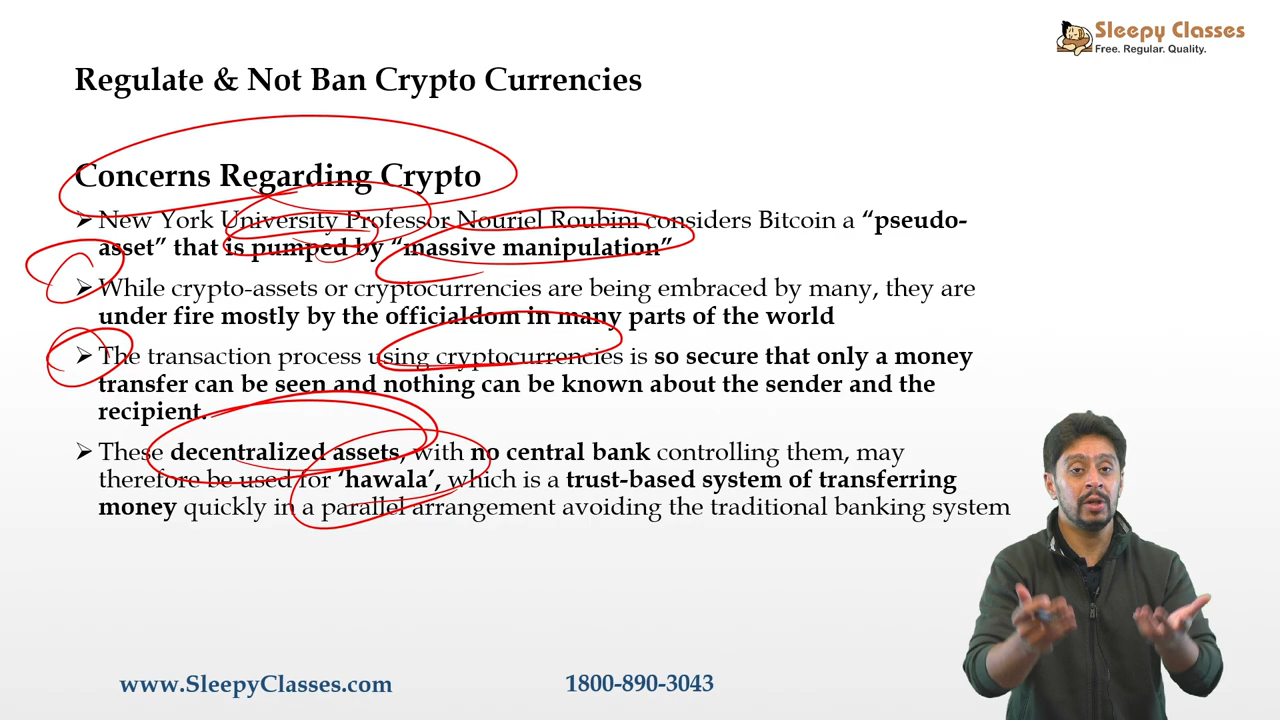 Sleepy Classes
Free. Regular. Quality.
Regulate & Not Ban Crypto Currencies
Concerns Regarding Crypto
➢ New York University Professor Nouriel Roubini considers Bitcoin a “pseudo-
asset” that is pumped by “massive manipulation”
➢ While crypto-assets or cryptocurrencies are being embraced by many, they are
under fire mostly by the officialdom in many parts of the world
➢ The transaction process using cryptocurrencies is so secure that only a money
transfer can be seen and nothing can be known about the sender and the
recipient.
➢ These decentralized assets, with no central bank controlling them, may
therefore be used for ‘hawala’, which is a trust-based system of transferring
money quickly in a parallel arrangement avoiding the traditional banking system
www.SleepyClasses.com
1800-890-3043